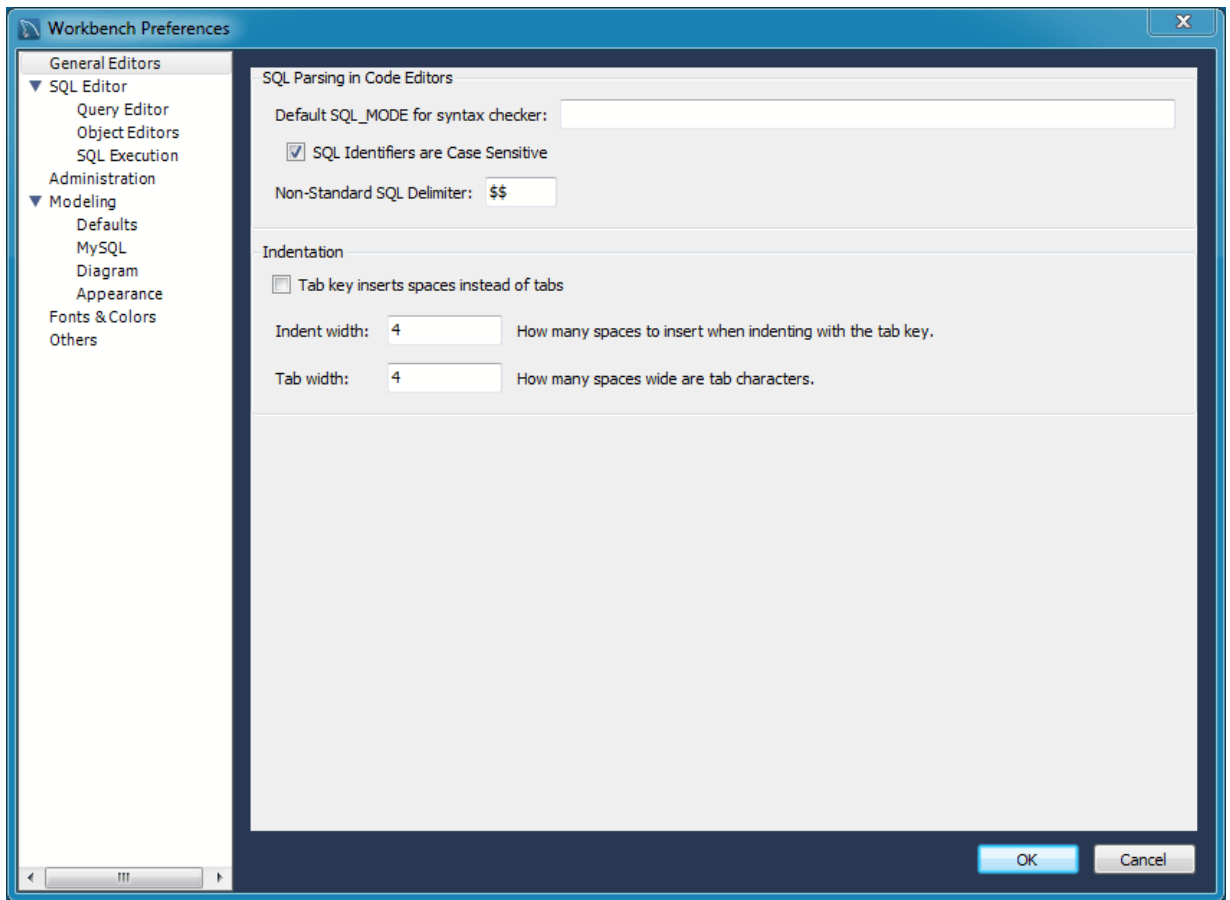 Workbench Preferences
X
General Editors
SQL Editor
Query Editor
Object Editors
SQL Execution
Administration
Modeling
Defaults
MySQL
Diagram
Appearance
Fonts & Colors
Others
SQL Parsing in Code Editors
Default SQL_MODE for syntax checker:
SQL Identifiers are Case Sensitive
Non-Standard SQL Delimiter: $$
Indentation
Tab key inserts spaces instead of tabs
Indent width: 4 How many spaces to insert when indenting with the tab key.
Tab width: 4 How many spaces wide are tab characters.
OK Cancel